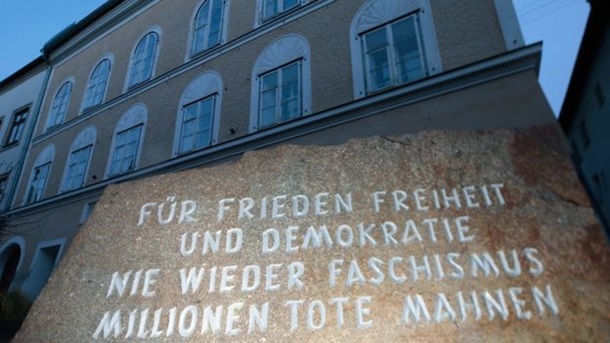 FÜR FRIEDEN FREIHEIT
UND DEMOKRATIE
NIE WIEDER FASCHISMUS
MILLIONEN TOTE MAHNEN